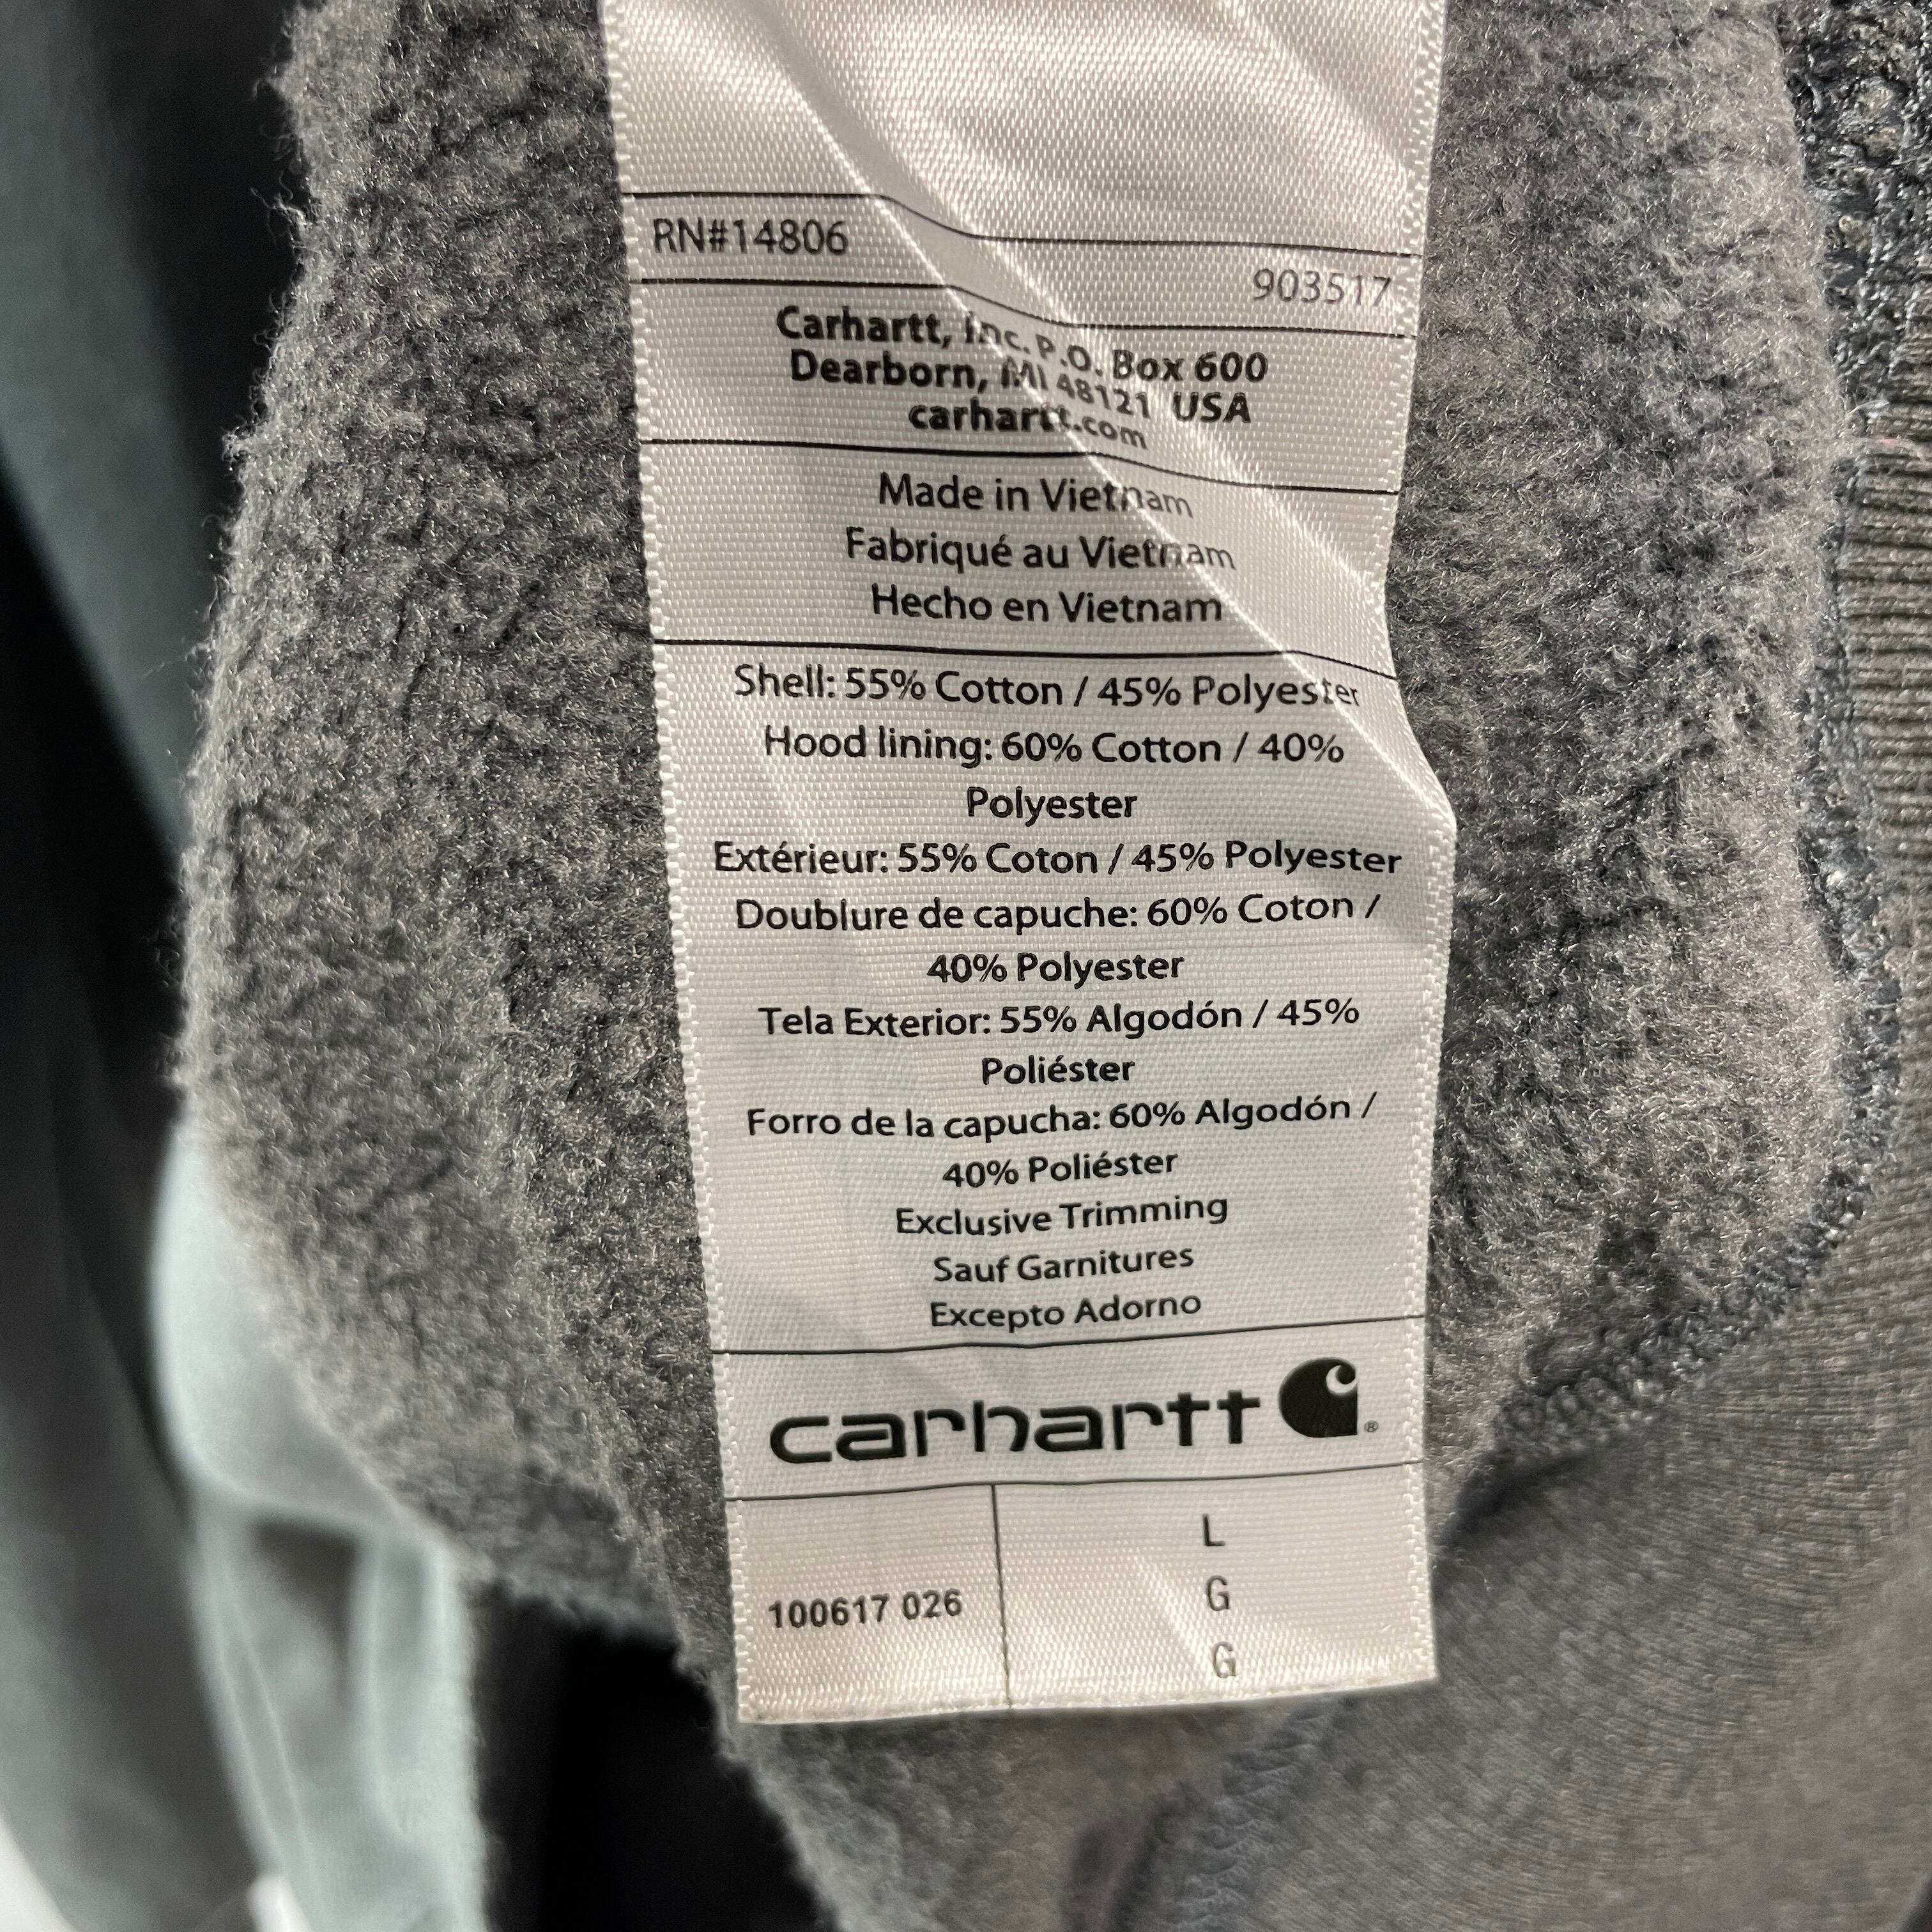 RN#14806
903517
Carhartt, Inc. P.O. Box 600
Dearborn, MI 48121 USA
carhartt.com
Made in Vietnam
Fabriqué au Vietnam
Hecho en Vietnam
Shell: 55% Cotton / 45% Polyester
Hood lining: 60% Cotton / 40%
Polyester
Extérieur: 55% Coton / 45% Polyester
Doublure de capuche: 60% Coton /
40% Polyester
Tela Exterior: 55% Algodón / 45%
Poliéster
Forro de la capucha: 60% Algodón /
40% Poliéster
Exclusive Trimming
Sauf Garnitures
Excepto Adorno
carhartt ®
L
G
100617 026
G